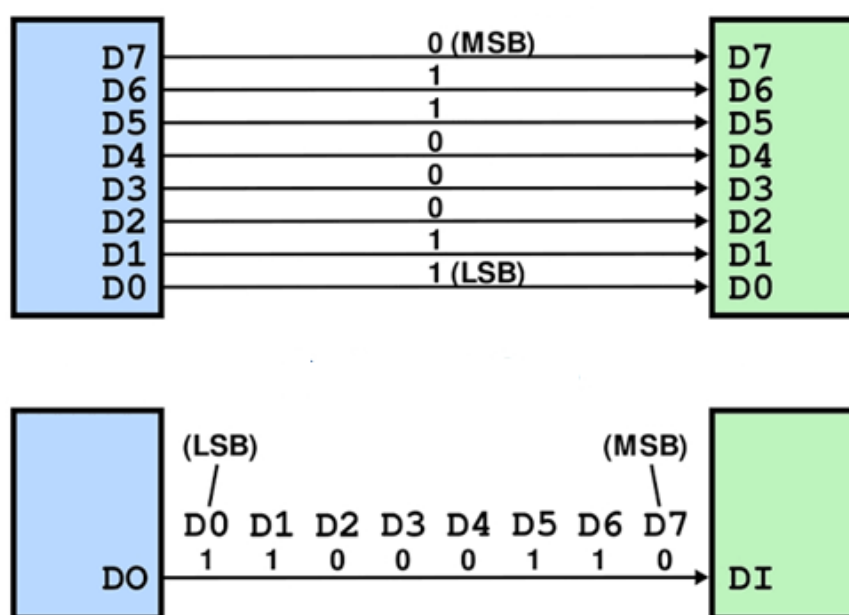 0 (MSB)
D7 D7
1
D6 D6
1
D5 D5
0
D4 D4
0
D3 D3
0
D2 D2
1
D1 D1
1 (LSB)
D0 D0
(LSB) (MSB)
D0 D1 D2 D3 D4 D5 D6 D7
1 1 0 0 0 1 1 0
DO DI